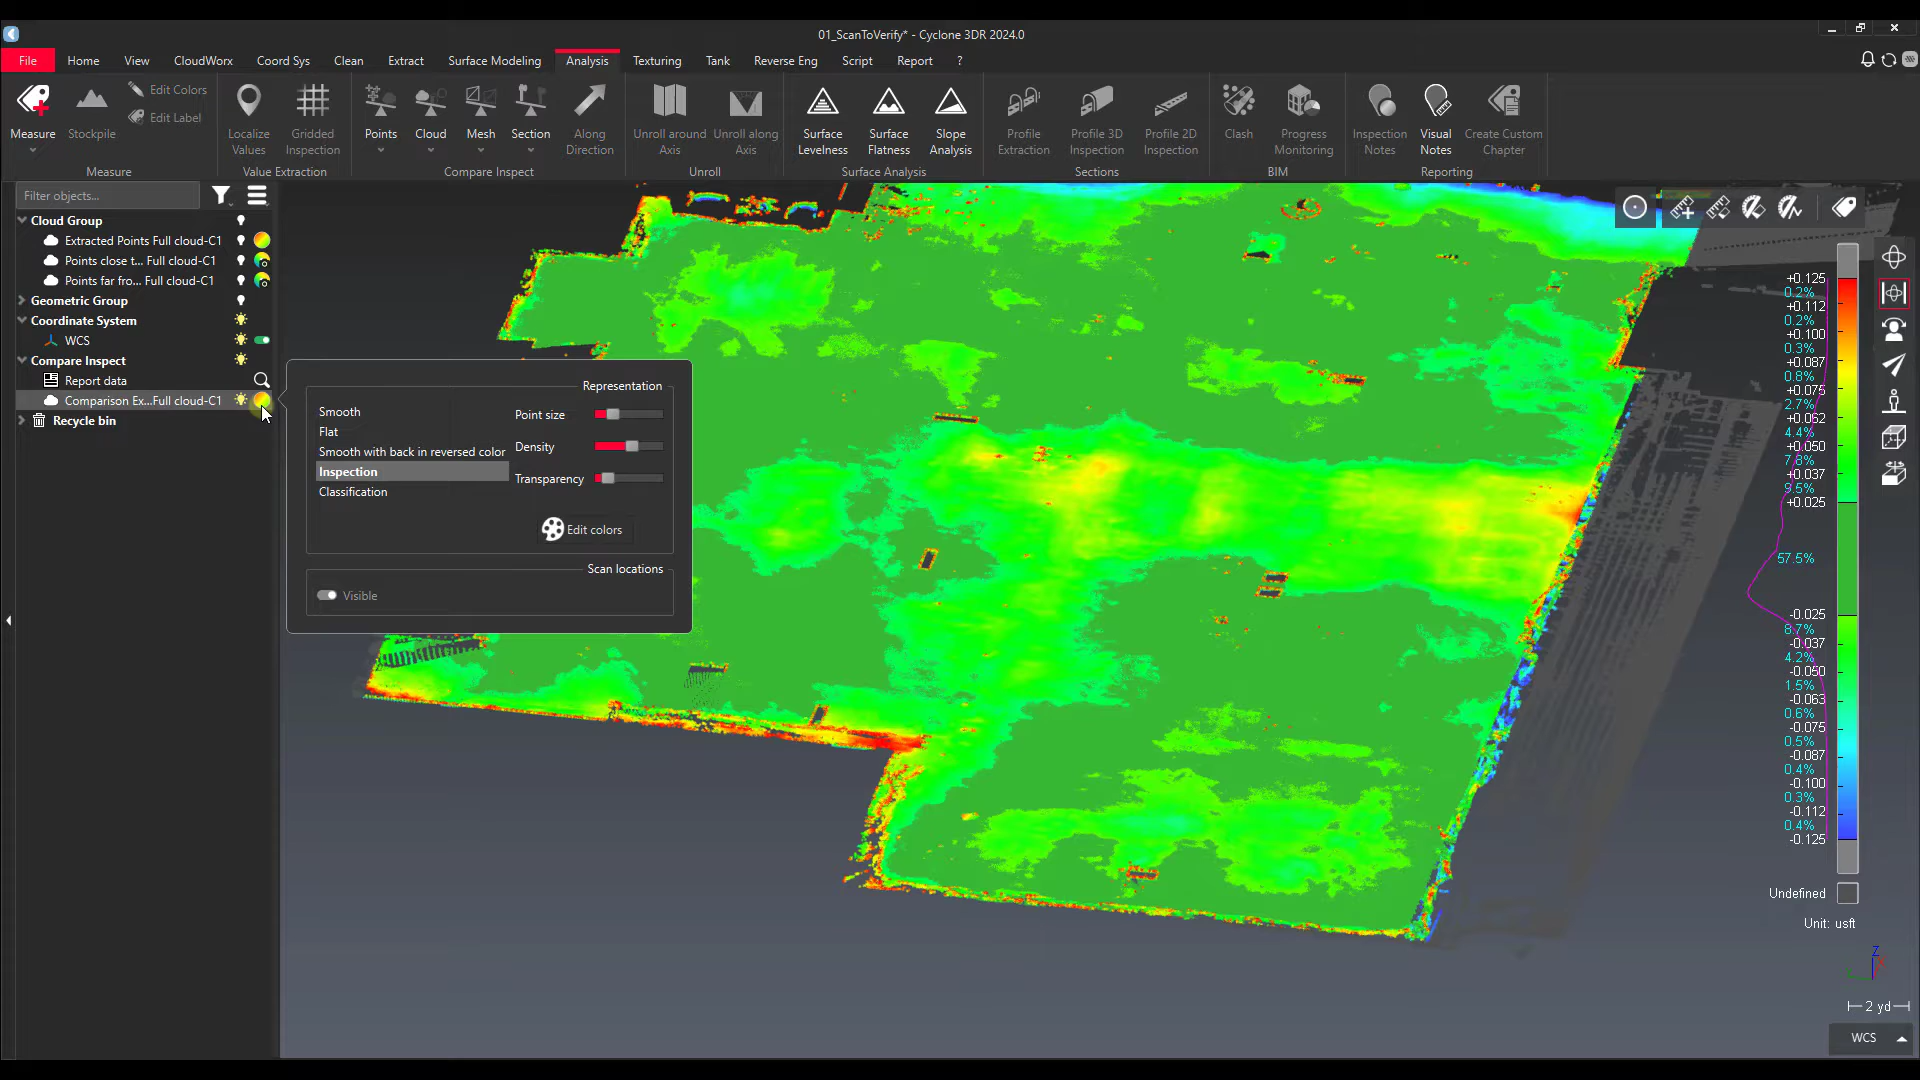 01_ScanToVerify* - Cyclone 3DR 2024.0
File Home View CloudWorx Coord Sys Clean Extract Surface Modeling Analysis Texturing Tank Reverse Eng Script Report ?
Measure
Stockpile
Edit Colors
Edit Label
Localize Values
Gridded Inspection
Points
Cloud
Mesh
Section
Along Direction
Unroll around Axis
Unroll along Axis
Surface Levelness
Surface Flatness
Slope Analysis
Profile Extraction
Profile 3D Inspection
Profile 2D Inspection
Clash
Progress Monitoring
Inspection Notes
Visual Notes
Create Custom Chapter
Measure Value Extraction Compare Inspect Unroll Surface Analysis Sections BIM Reporting
Filter objects...
Cloud Group
Extracted Points Full cloud-C1
Points close t... Full cloud-C1
Points far fro... Full cloud-C1
Geometric Group
Coordinate System
WCS
Compare Inspect
Report data
Comparison Ex...Full cloud-C1
Recycle bin
Representation
Smooth
Flat
Smooth with back in reversed color
Inspection
Classification
Point size
Density
Transparency
Edit colors
Scan locations
Visible
+0.125
0.2%
+0.112
0.2%
+0.100
0.3%
+0.087
0.8%
+0.075
2.7%
+0.062
4.4%
+0.050
7.8%
+0.037
9.5%
+0.025
57.5%
-0.025
8.7%
-0.037
4.2%
-0.050
1.5%
-0.063
0.6%
-0.075
0.5%
-0.087
0.4%
-0.100
0.3%
-0.112
0.4%
-0.125
Undefined
Unit: usft
Z
2 yd
WCS